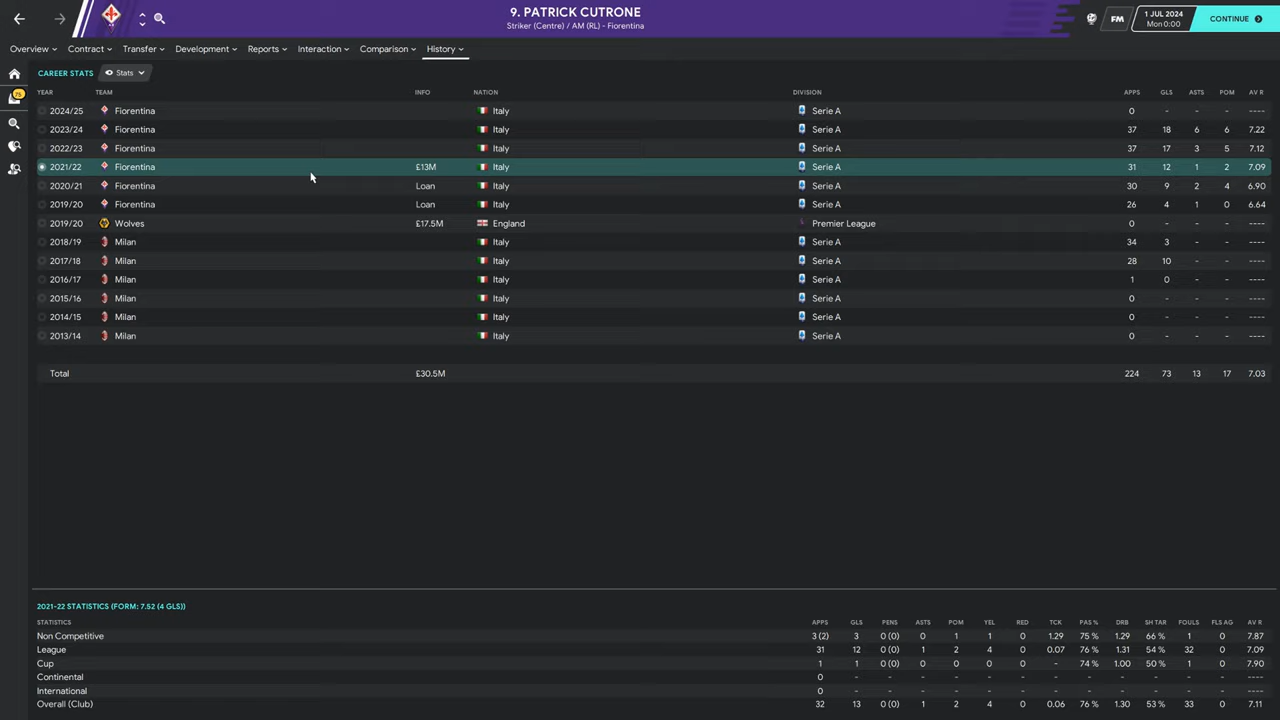 9. PATRICK CUTRONE
Striker (Centre) / AM (RL) - Fiorentina
FM
1 JUL 2024
Mon 0:00
CONTINUE
Overview Contract Transfer Development Reports Interaction Comparison History
75
CAREER STATS Stats
YEAR TEAM INFO NATION DIVISION APPS GLS ASTS POM AV R
2024/25 Fiorentina Italy Serie A 0 - - - ----
2023/24 Fiorentina Italy Serie A 37 18 6 6 7.22
2022/23 Fiorentina Italy Serie A 37 17 3 5 7.12
2021/22 Fiorentina £13M Italy Serie A 31 12 1 2 7.09
2020/21 Fiorentina Loan Italy Serie A 30 9 2 4 6.90
2019/20 Fiorentina Loan Italy Serie A 26 4 1 0 6.64
2019/20 Wolves £17.5M England Premier League 0 - - - ----
2018/19 Milan Italy Serie A 34 3 - - ----
2017/18 Milan Italy Serie A 28 10 - - ----
2016/17 Milan Italy Serie A 1 0 - - ----
2015/16 Milan Italy Serie A 0 - - - ----
2014/15 Milan Italy Serie A 0 - - - ----
2013/14 Milan Italy Serie A 0 - - - ----
Total £30.5M 224 73 13 17 7.03
2021-22 STATISTICS (FORM: 7.52 (4 GLS))
STATISTICS APPS GLS PENS ASTS POM YEL RED TCK PAS % DRB SH TAR FOULS FLS AG AV R
Non Competitive 3 (2) 3 0 (0) 0 1 1 0 1.29 75 % 1.29 66 % 1 0 7.87
League 31 12 0 (0) 1 2 4 0 0.07 76 % 1.31 54 % 32 0 7.09
Cup 1 1 0 (0) 0 0 0 0 - 74 % 1.00 50 % 1 0 7.90
Continental 0 - - - - - - - - - - - - -
International 0 - - - - - - - - - - - - -
Overall (Club) 32 13 0 (0) 1 2 4 0 0.06 76 % 1.30 53 % 33 0 7.11